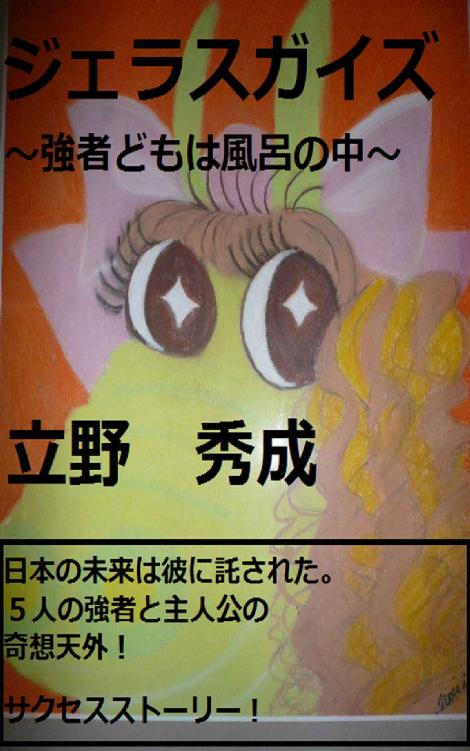 ジェラスガイズ
～強者どもは風呂の中～
立野　秀成
日本の未来は彼に託された。
５人の強者と主人公の
奇想天外！
サクセスストーリー！